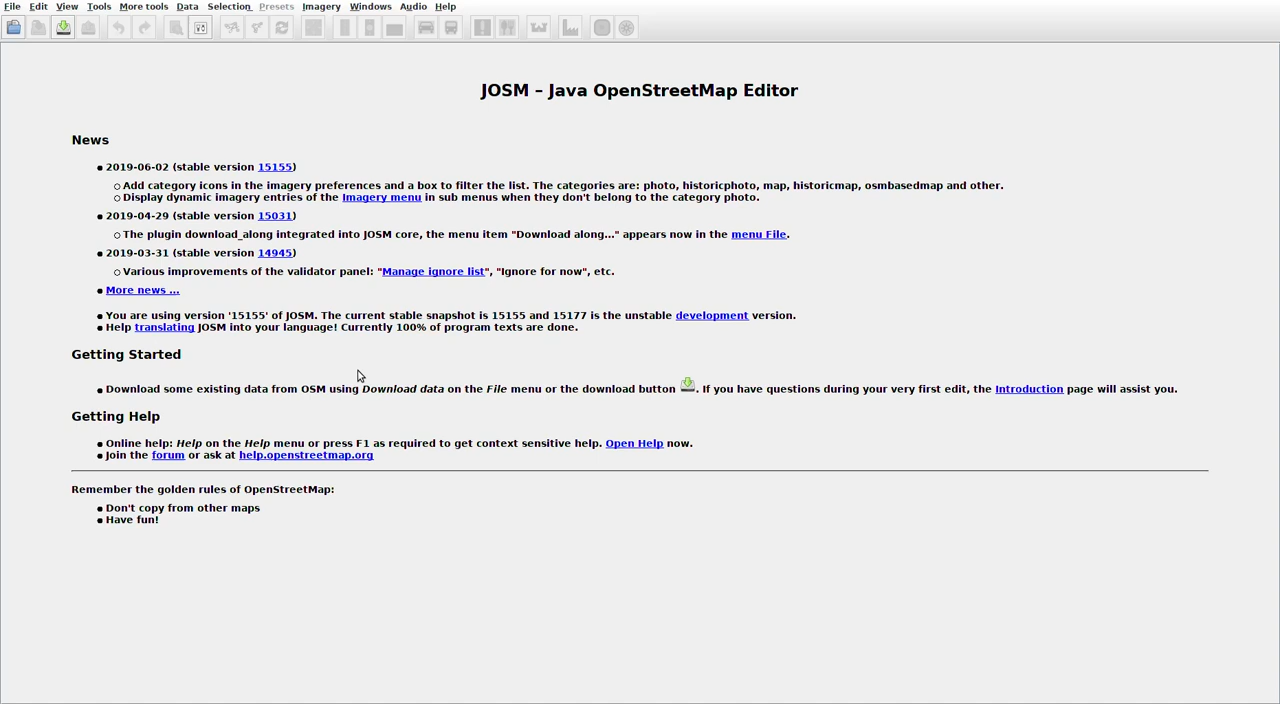 File Edit View Tools More tools Data Selection Presets Imagery Windows Audio Help
JOSM – Java OpenStreetMap Editor
News
2019-06-02 (stable version 15155)
Add category icons in the imagery preferences and a box to filter the list. The categories are: photo, historicphoto, map, historicmap, osmbasedmap and other.
Display dynamic imagery entries of the Imagery menu in sub menus when they don't belong to the category photo.
2019-04-29 (stable version 15031)
The plugin download_along integrated into JOSM core, the menu item "Download along..." appears now in the menu File.
2019-03-31 (stable version 14945)
Various improvements of the validator panel: "Manage ignore list", "Ignore for now", etc.
More news ...
You are using version '15155' of JOSM. The current stable snapshot is 15155 and 15177 is the unstable development version.
Help translating JOSM into your language! Currently 100% of program texts are done.
Getting Started
Download some existing data from OSM using Download data on the File menu or the download button . If you have questions during your very first edit, the Introduction page will assist you.
Getting Help
Online help: Help on the Help menu or press F1 as required to get context sensitive help. Open Help now.
Join the forum or ask at help.openstreetmap.org
Remember the golden rules of OpenStreetMap:
Don't copy from other maps
Have fun!